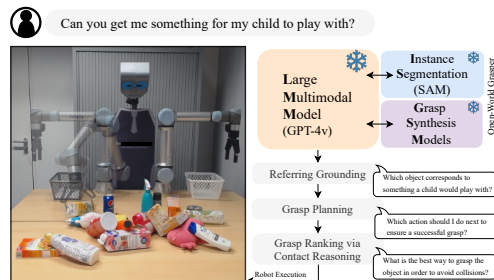 Can you get me something for my child to play with?
Large
Multimodal
Model
(GPT-4v)
Instance
Segmentation
(SAM)
Grasp
Synthesis
Models
Open-World Grasper
Referring Grounding
Which object corresponds to
something a child would play with?
Grasp Planning
Which action should I do next to
ensure a successful grasp?
Grasp Ranking via
Contact Reasoning
What is the best way to grasp the
object in order to avoid collisions?
Robot Execution